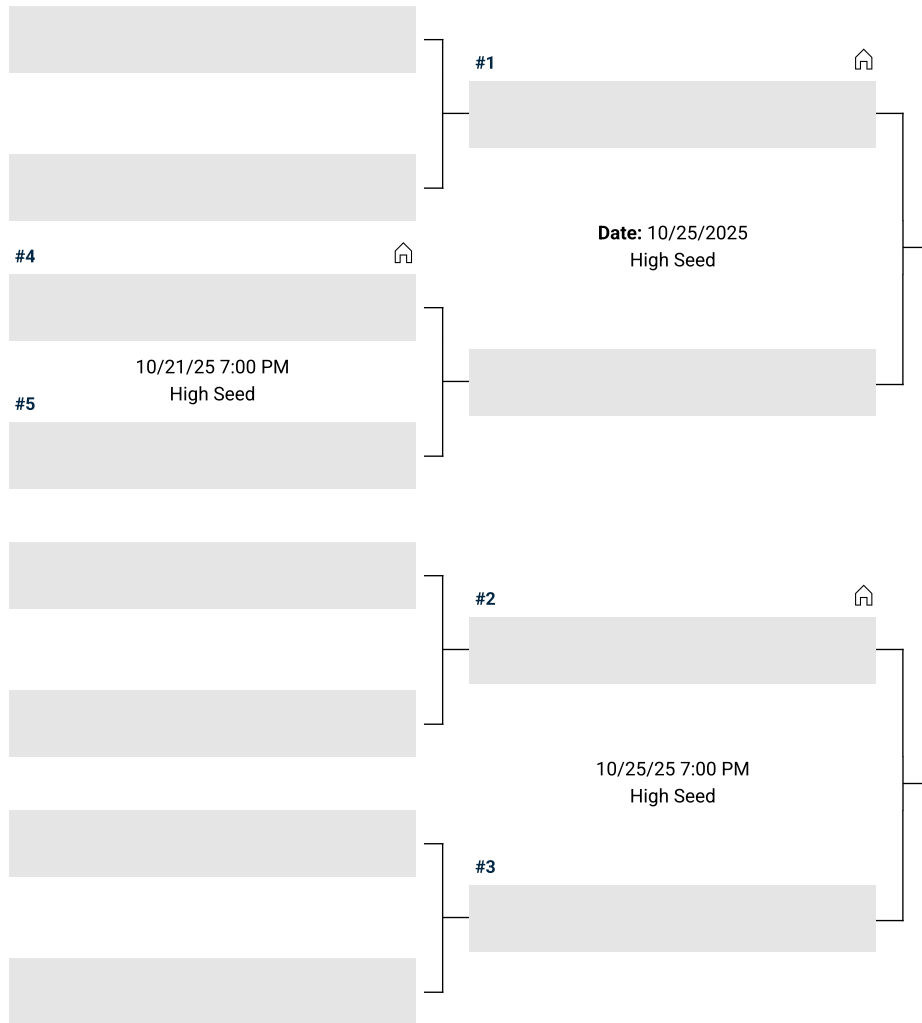 #1
Date: 10/25/2025
High Seed
#4
10/21/25 7:00 PM
High Seed
#5
#2
10/25/25 7:00 PM
High Seed
#3